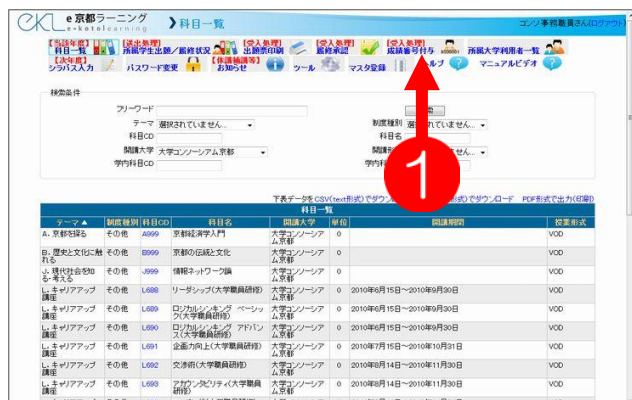 e京都ラーニング
e-kotolearning
科目一覧
コンソ事務職員さん(ログアウト)
【当該年度】
科目一覧
【送出処理】
所属学生出願／履修状況
【受入処理】
出願票印刷
【受入処理】
履修承認
【受入処理】
成績番号付与
所属大学利用者一覧
【次年度】
シラバス入力
パスワード変更
【休講補講等】
お知らせ
ツール
マスタ登録
ヘルプ
マニュアルビデオ
検索条件
フリーワード
テーマ 選択されていません...
制度種別 選択されていません...
科目CD
科目名
開講大学 大学コンソーシアム京都
学内科目CD
1
下表データをCSV(text形式)でダウン
形式)でダウンロード PDF形式で出力(印刷)
科目一覧
テーマ▲ 制度種別 科目CD 科目名 開講大学 単位 開講期間 授業形式
A. 京都を探る その他 A999 京都経済学入門 大学コンソーシアム京都 0 VOD
B. 歴史と文化に触れる その他 B999 京都の伝統と文化 大学コンソーシアム京都 0 VOD
J. 現代社会を知る・考える その他 J999 情報ネットワーク論 大学コンソーシアム京都 0 VOD
L. キャリアアップ講座 その他 L688 リーダシップ(大学職員研修) 大学コンソーシアム京都 0 2010年6月15日～2010年9月30日 VOD
L. キャリアアップ講座 その他 L689 ロジカルシンキング ベーシック(大学職員研修) 大学コンソーシアム京都 0 2010年6月15日～2010年9月30日 VOD
L. キャリアアップ講座 その他 L690 ロジカルシンキング アドバンス(大学職員研修) 大学コンソーシアム京都 0 2010年6月15日～2010年9月30日 VOD
L. キャリアアップ講座 その他 L691 企画力向上(大学職員研修) 大学コンソーシアム京都 0 2010年7月15日～2010年10月31日 VOD
L. キャリアアップ講座 その他 L692 交渉術(大学職員研修) 大学コンソーシアム京都 0 2010年8月14日～2010年11月30日 VOD
L. キャリアアップ講座 その他 L693 アカウンタビリティ(大学職員研修) 大学コンソーシアム京都 0 2010年8月14日～2010年11月30日 VOD